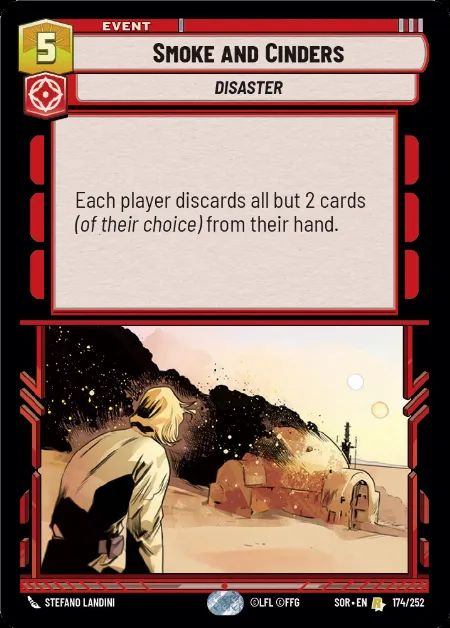 EVENT
5
SMOKE AND CINDERS
DISASTER
Each player discards all but 2 cards
(of their choice) from their hand.
STEFANO LANDINI
©LFL ©FFG
SOR • EN R 174/252